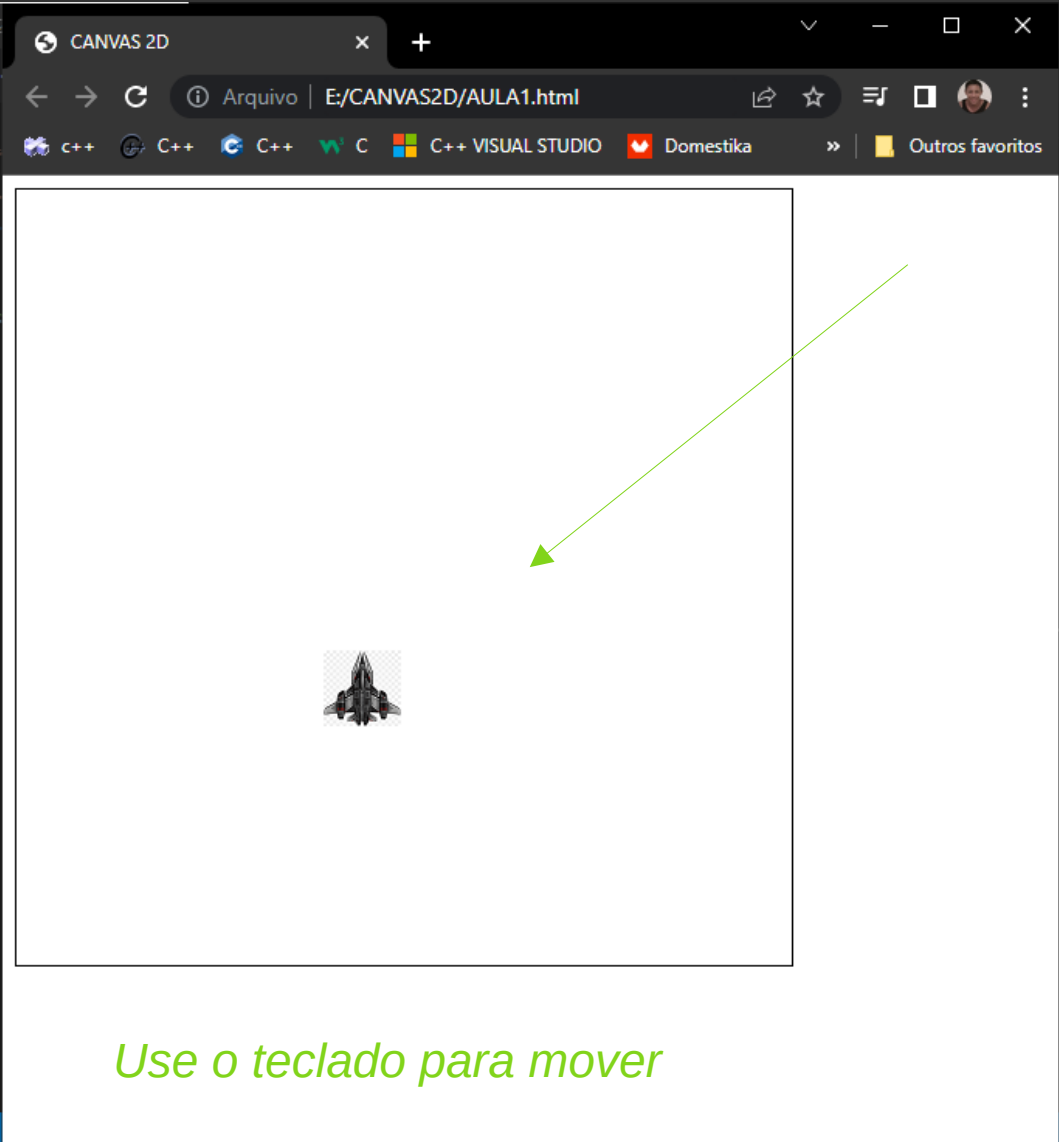 CANVAS 2D
Arquivo | E:/CANVAS2D/AULA1.html
c++ C++ C++ C C++ VISUAL STUDIO Domestika » Outros favoritos
Use o teclado para mover